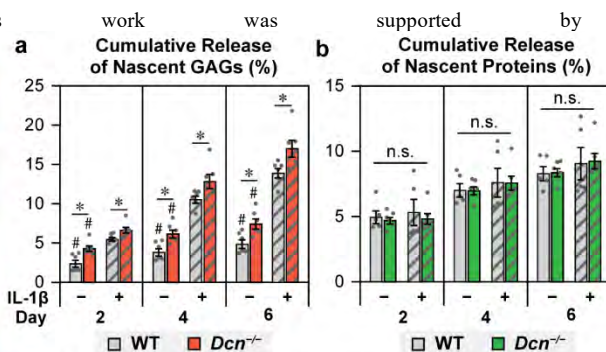 s work was supported by
a Cumulative Release of Nascent GAGs (%)
b Cumulative Release of Nascent Proteins (%)
25
20
15
10
5
0
* * * * * *
# # # # # #
15
10
5
0
n.s. n.s. n.s.
IL-1β − + − + − + − + − + − +
Day 2 4 6 2 4 6
WT Dcn⁻/⁻ WT Dcn⁻/⁻